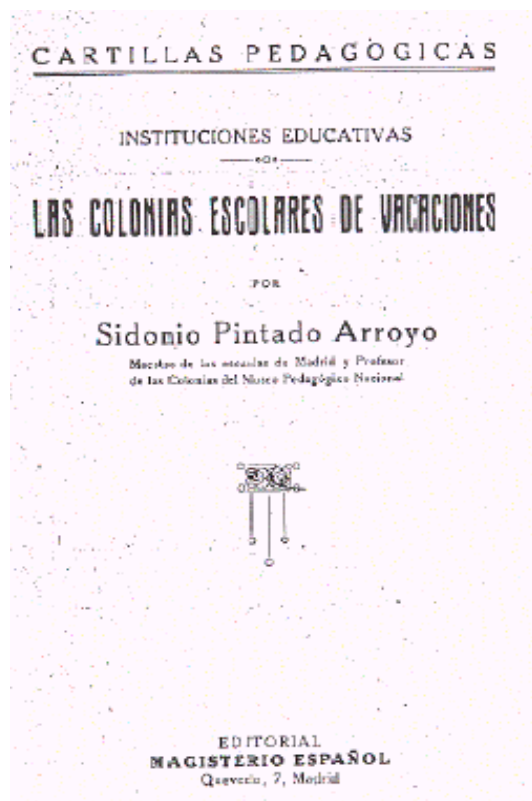 CARTILLAS PEDAGÓGICAS
INSTITUCIONES EDUCATIVAS
LAS COLONIAS ESCOLARES DE VACACIONES
POR
Sidonio Pintado Arroyo
Maestro de las escuelas de Madrid y Profesor
de las Colonias del Museo Pedagógico Nacional
EDITORIAL
MAGISTERIO ESPAÑOL
Quevedo, 7, Madrid